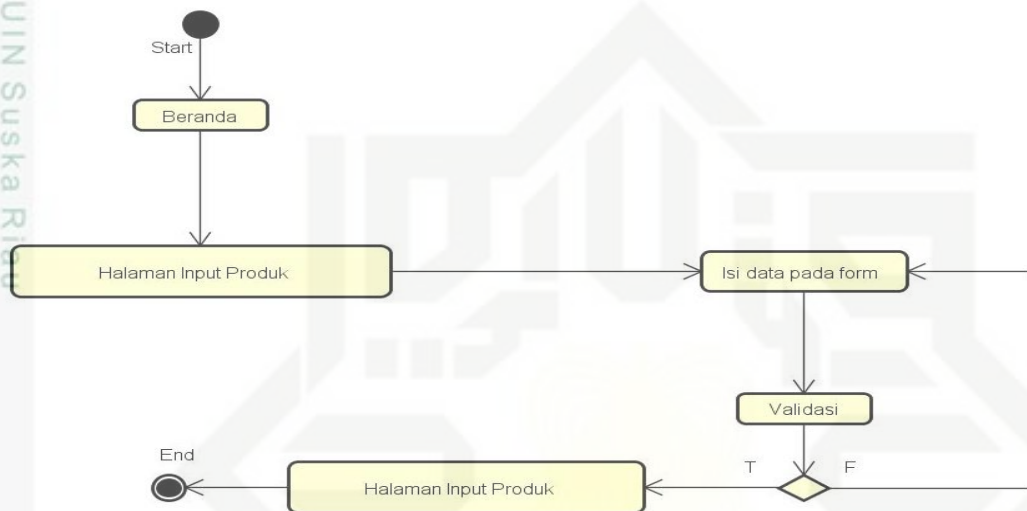 UIN Suska Riau
Start
Beranda
Halaman Input Produk
Isi data pada form
Validasi
T
F
End
Halaman Input Produk